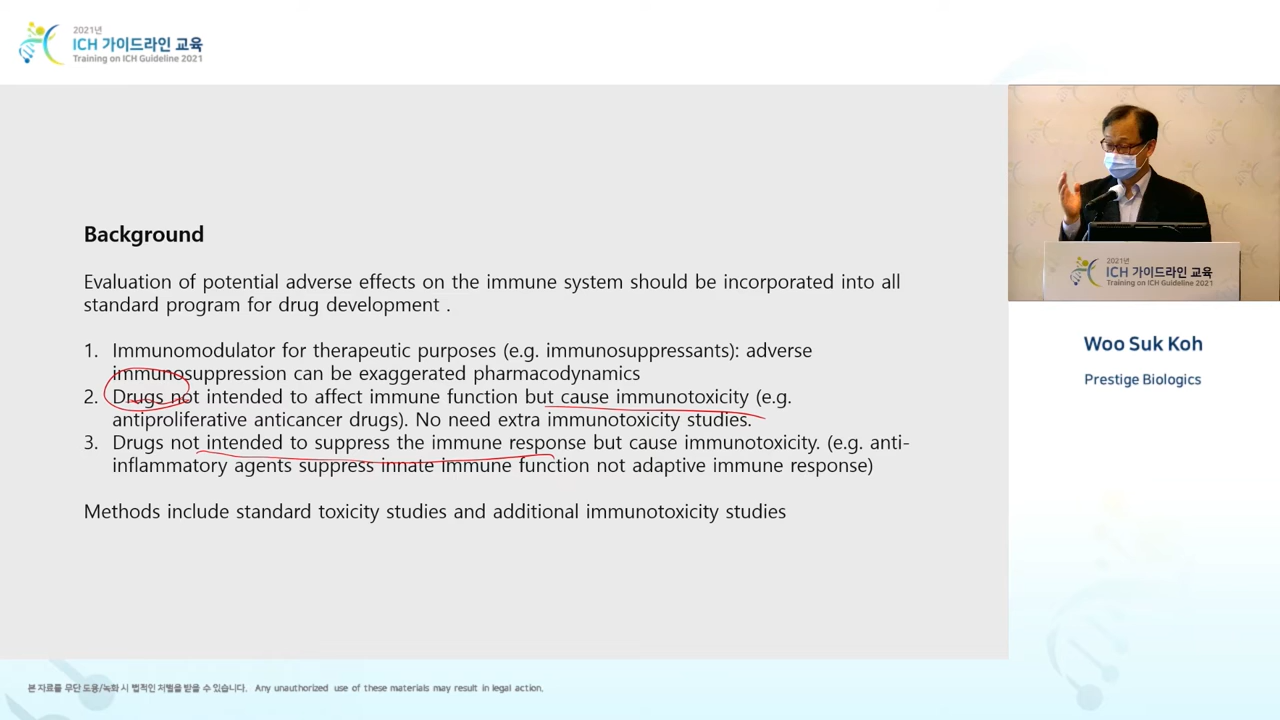 2021년
ICH 가이드라인 교육
Training on ICH Guideline 2021
Background
Evaluation of potential adverse effects on the immune system should be incorporated into all
standard program for drug development .
1. Immunomodulator for therapeutic purposes (e.g. immunosuppressants): adverse
immunosuppression can be exaggerated pharmacodynamics
2. Drugs not intended to affect immune function but cause immunotoxicity (e.g.
antiproliferative anticancer drugs). No need extra immunotoxicity studies.
3. Drugs not intended to suppress the immune response but cause immunotoxicity. (e.g. anti-
inflammatory agents suppress innate immune function not adaptive immune response)
Methods include standard toxicity studies and additional immunotoxicity studies
2021년
ICH 가이드라인 교육
Training on ICH Guideline 2021
Woo Suk Koh
Prestige Biologics
본 자료를 무단 도용/녹화 시 법적인 처벌을 받을 수 있습니다. Any unauthorized use of these materials may result in legal action.